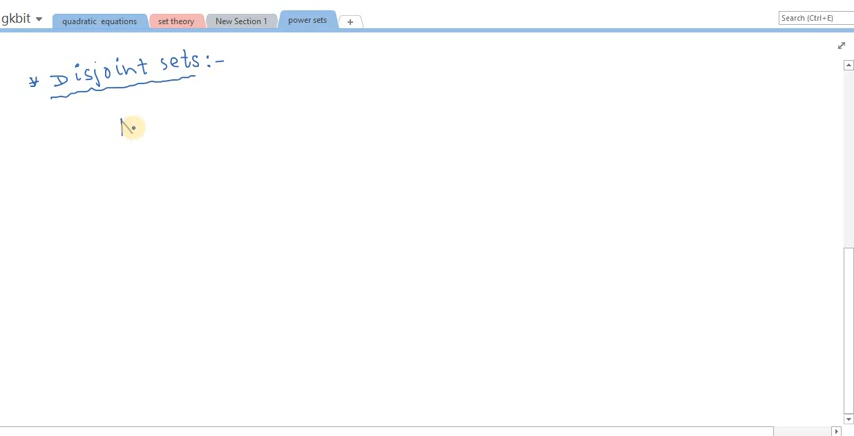 gkbit
quadratic equations set theory New Section 1 power sets
Search (Ctrl+E)
* Disjoint sets :-